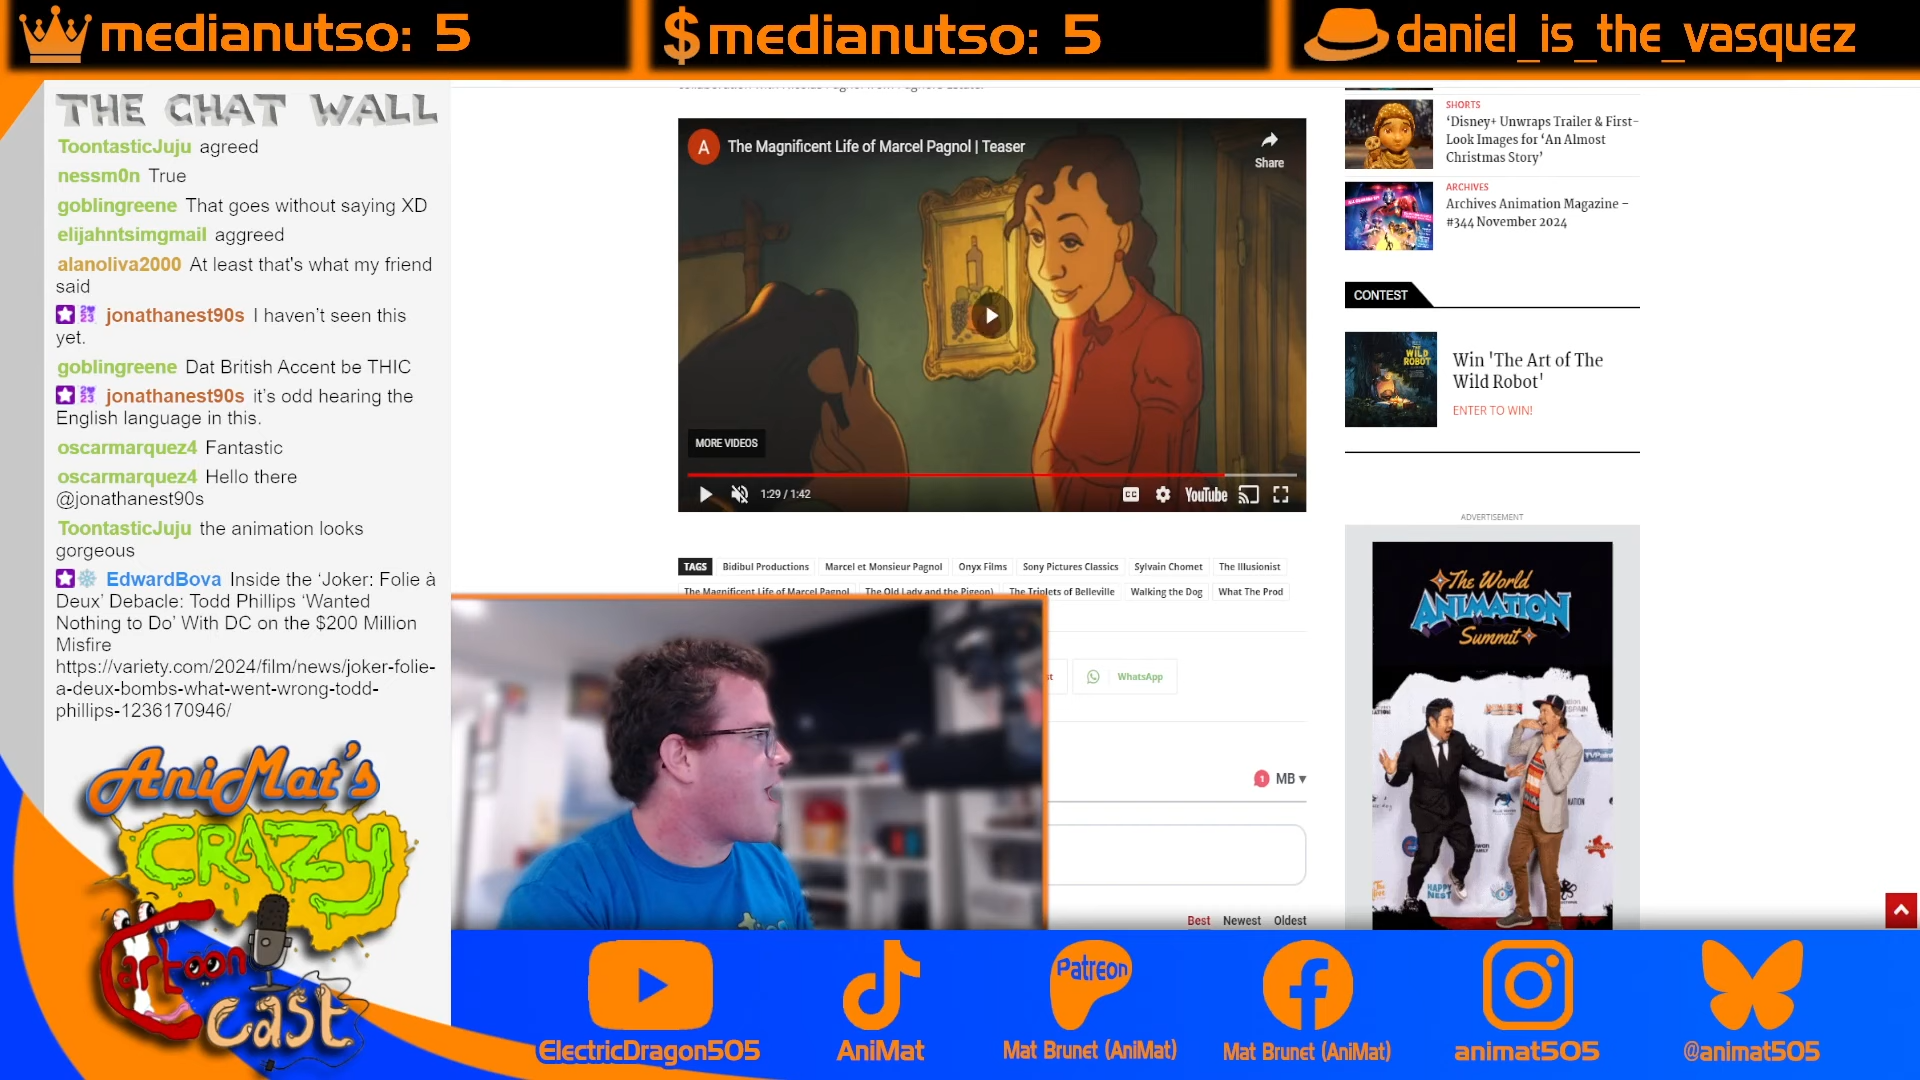 medianutso: 5
$ medianutso: 5
daniel_is_the_vasquez
THE CHAT WALL
ToontasticJuju agreed
nessm0n True
goblingreene That goes without saying XD
elijahntsimgmail aggreed
alanoliva2000 At least that's what my friend
said
jonathanest90s I haven't seen this
yet.
goblingreene Dat British Accent be THIC
jonathanest90s it's odd hearing the
English language in this.
oscarmarquez4 Fantastic
oscarmarquez4 Hello there
@jonathanest90s
ToontasticJuju the animation looks
gorgeous
EdwardBova Inside the 'Joker: Folie à
Deux' Debacle: Todd Phillips 'Wanted
Nothing to Do' With DC on the $200 Million
Misfire
https://variety.com/2024/film/news/joker-folie-
a-deux-bombs-what-went-wrong-todd-
phillips-1236170946/
AniMat's
CRAZY
Cartoon
Cast
A
The Magnificent Life of Marcel Pagnol | Teaser
Share
MORE VIDEOS
1:29 / 1:42
CC
YouTube
TAGS
Bidibul Productions
Marcel et Monsieur Pagnol
Onyx Films
Sony Pictures Classics
Sylvain Chomet
The Illusionist
The Magnificent Life of Marcel Pagnol
The Old Lady and the Pigeon)
The Triplets of Belleville
Walking the Dog
What The Prod
st
WhatsApp
1
MB
Best
Newest
Oldest
SHORTS
'Disney+ Unwraps Trailer & First-
Look Images for 'An Almost
Christmas Story'
ARCHIVES
Archives Animation Magazine –
#344 November 2024
CONTEST
THE WILD
ROBOT
Win 'The Art of The
Wild Robot'
ENTER TO WIN!
ADVERTISEMENT
The World
ANIMATION
Summit
HAPPY
NEST
Patreon
ElectricDragon505
AniMat
Mat Brunet (AniMat)
Mat Brunet (AniMat)
animat505
@animat505